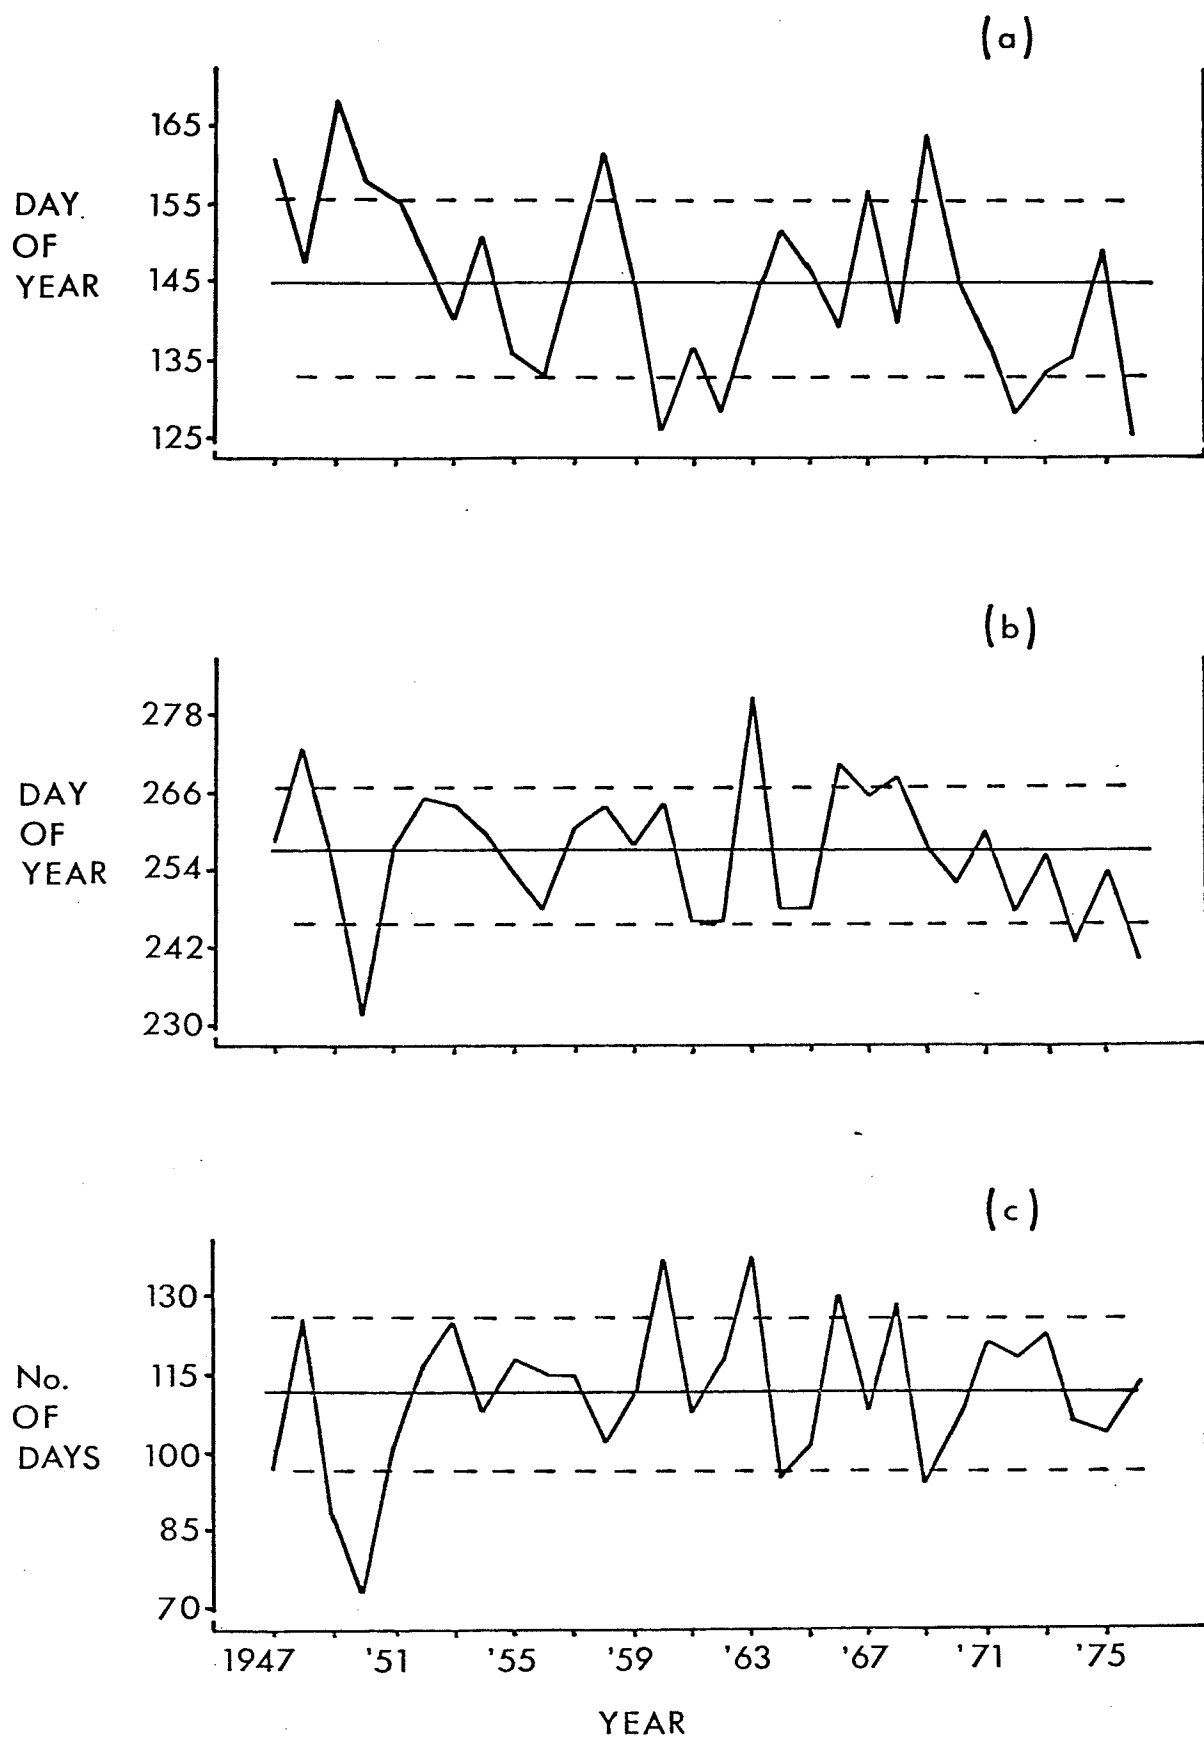 (a)
165
155
145
135
125
DAY
OF
YEAR
(b)
278
266
254
242
230
DAY
OF
YEAR
(c)
130
115
100
85
70
No.
OF
DAYS
1947 '51 '55 '59 '63 '67 '71 '75
YEAR